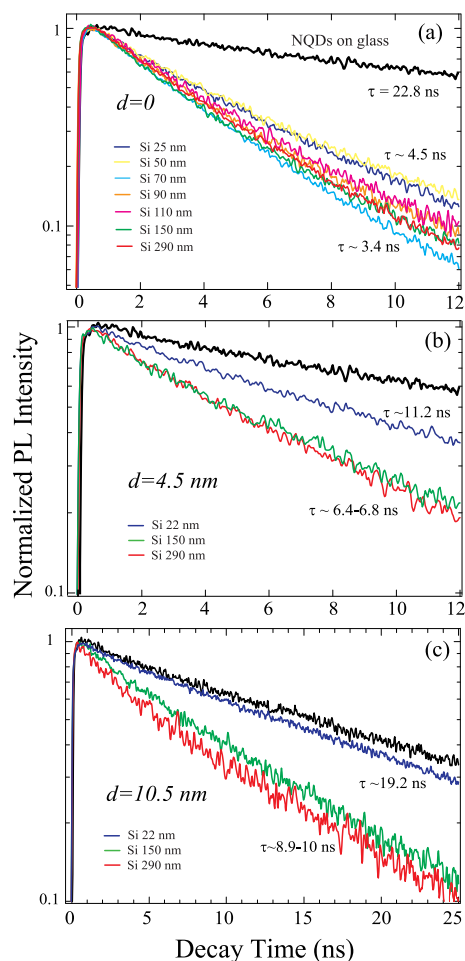 1
(a)
NQDs on glass
τ = 22.8 ns
d=0
Si 25 nm
Si 50 nm
Si 70 nm
Si 90 nm
Si 110 nm
Si 150 nm
Si 290 nm
τ ~ 4.5 ns
τ ~ 3.4 ns
0.1
0 2 4 6 8 10 12
1
(b)
τ ~11.2 ns
d=4.5 nm
τ ~ 6.4-6.8 ns
Si 22 nm
Si 150 nm
Si 290 nm
0.1
0 2 4 6 8 10 12
Normalized PL Intensity
1
(c)
τ ~19.2 ns
d=10.5 nm
τ~8.9-10 ns
Si 22 nm
Si 150 nm
Si 290 nm
0.1
0 5 10 15 20 25
Decay Time (ns)